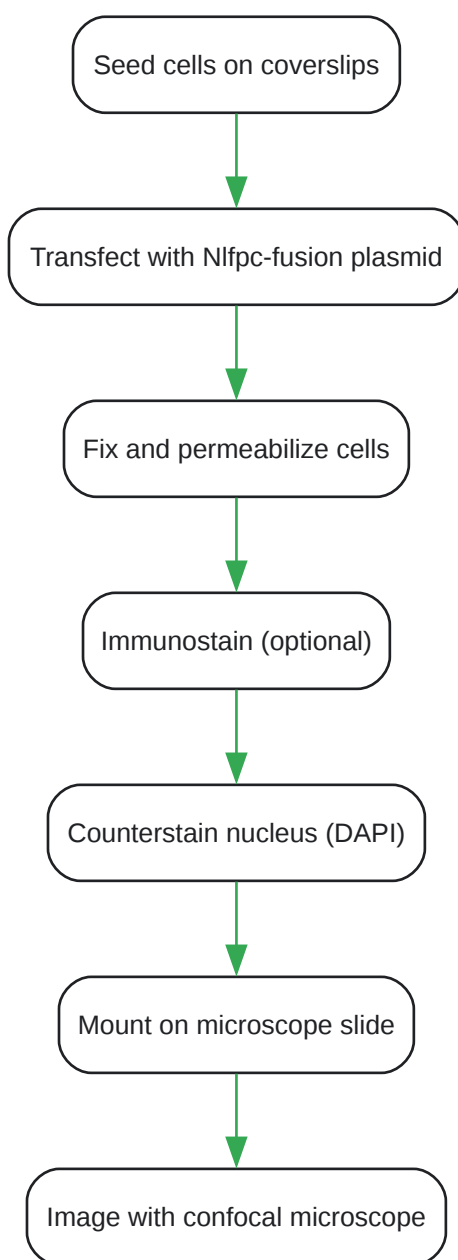 Seed cells on coverslips
Transfect with Nlfpc-fusion plasmid
Fix and permeabilize cells
Immunostain (optional)
Counterstain nucleus (DAPI)
Mount on microscope slide
Image with confocal microscope